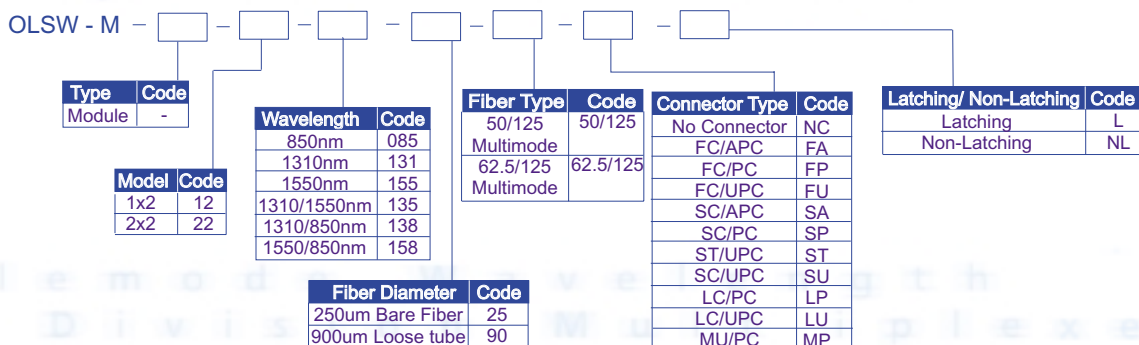 OLSW - M - - - - - - -
Type Code
Module -
Model Code
1x2 12
2x2 22
Wavelength Code
850nm 085
1310nm 131
1550nm 155
1310/1550nm 135
1310/850nm 138
1550/850nm 158
Fiber Diameter Code
250um Bare Fiber 25
900um Loose tube 90
Fiber Type Code
50/125 50/125
Multimode
62.5/125 62.5/125
Multimode
Connector Type Code
No Connector NC
FC/APC FA
FC/PC FP
FC/UPC FU
SC/APC SA
SC/PC SP
ST/UPC ST
SC/UPC SU
LC/PC LP
LC/UPC LU
MU/PC MP
Latching/ Non-Latching Code
Latching L
Non-Latching NL